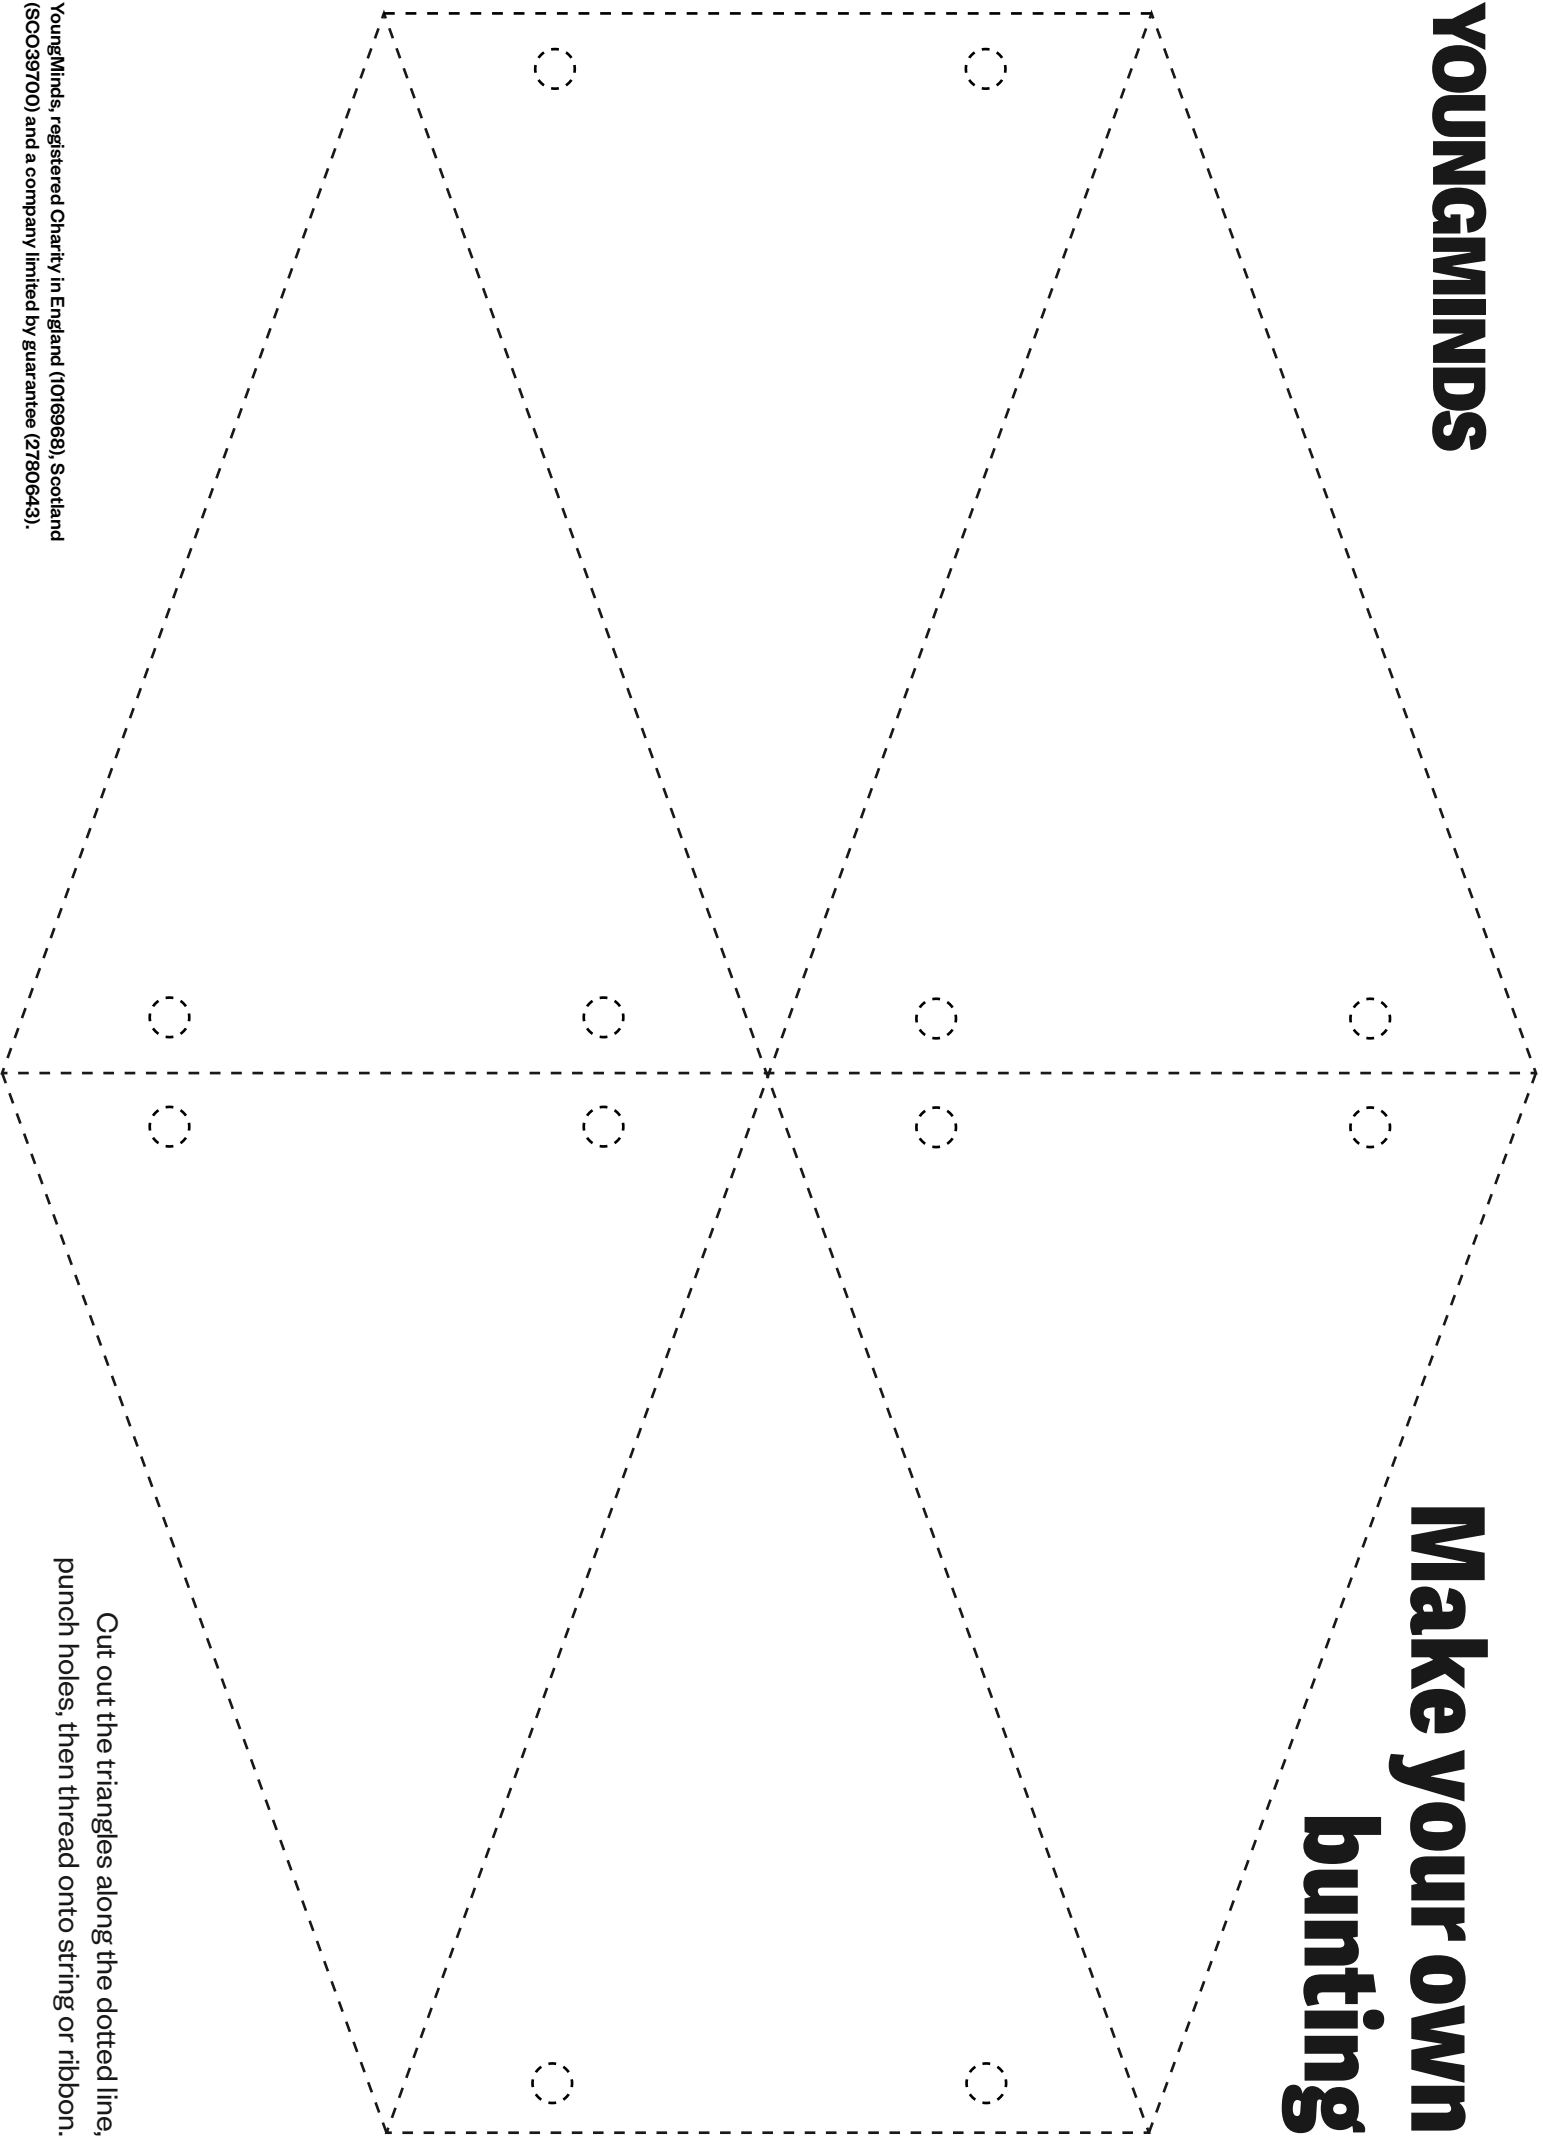 YOUNGMINDS
Make your own
bunting
YoungMinds, registered Charity in England (1016968), Scotland
(SCO39700) and a company limited by guarantee (2780643).
Cut out the triangles along the dotted line,
punch holes, then thread onto string or ribbon.